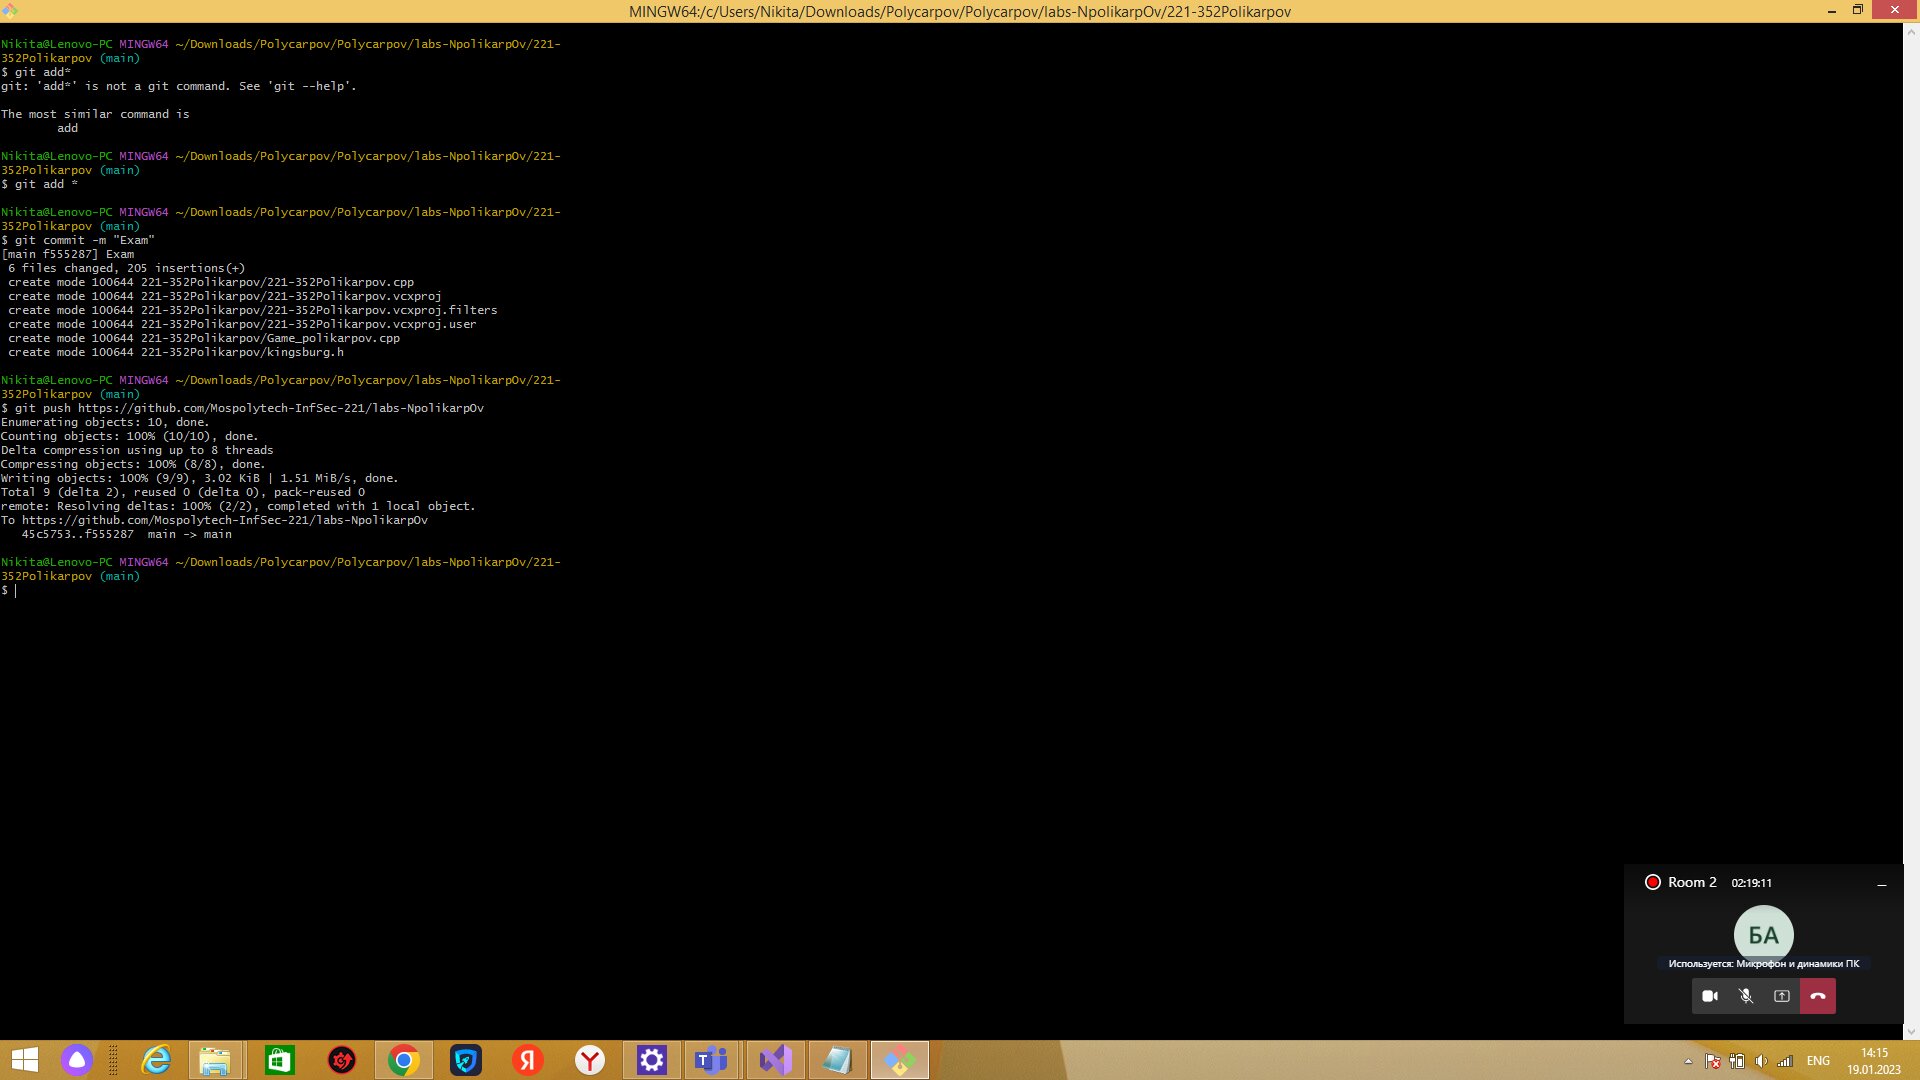 MINGW64:/c/Users/Nikita/Downloads/Polycarpov/Polycarpov/labs-NpolikarpOv/221-352Polikarpov
Nikita@Lenovo-PC MINGW64 ~/Downloads/Polycarpov/Polycarpov/labs-NpolikarpOv/221-
352Polikarpov (main)
$ git add*
git: 'add*' is not a git command. See 'git --help'.
The most similar command is
add
Nikita@Lenovo-PC MINGW64 ~/Downloads/Polycarpov/Polycarpov/labs-NpolikarpOv/221-
352Polikarpov (main)
$ git add *
Nikita@Lenovo-PC MINGW64 ~/Downloads/Polycarpov/Polycarpov/labs-NpolikarpOv/221-
352Polikarpov (main)
$ git commit -m "Exam"
[main f555287] Exam
6 files changed, 205 insertions(+)
create mode 100644 221-352Polikarpov/221-352Polikarpov.cpp
create mode 100644 221-352Polikarpov/221-352Polikarpov.vcxproj
create mode 100644 221-352Polikarpov/221-352Polikarpov.vcxproj.filters
create mode 100644 221-352Polikarpov/221-352Polikarpov.vcxproj.user
create mode 100644 221-352Polikarpov/Game_polikarpov.cpp
create mode 100644 221-352Polikarpov/kingsburg.h
Nikita@Lenovo-PC MINGW64 ~/Downloads/Polycarpov/Polycarpov/labs-NpolikarpOv/221-
352Polikarpov (main)
$ git push https://github.com/Mospolytech-InfSec-221/labs-NpolikarpOv
Enumerating objects: 10, done.
Counting objects: 100% (10/10), done.
Delta compression using up to 8 threads
Compressing objects: 100% (8/8), done.
Writing objects: 100% (9/9), 3.02 KiB | 1.51 MiB/s, done.
Total 9 (delta 2), reused 0 (delta 0), pack-reused 0
remote: Resolving deltas: 100% (2/2), completed with 1 local object.
To https://github.com/Mospolytech-InfSec-221/labs-NpolikarpOv
45c5753..f555287  main -> main
Nikita@Lenovo-PC MINGW64 ~/Downloads/Polycarpov/Polycarpov/labs-NpolikarpOv/221-
352Polikarpov (main)
$
Room 2 02:19:11
БА
Используется: Микрофон и динамики ПК
ENG
14:15
19.01.2023